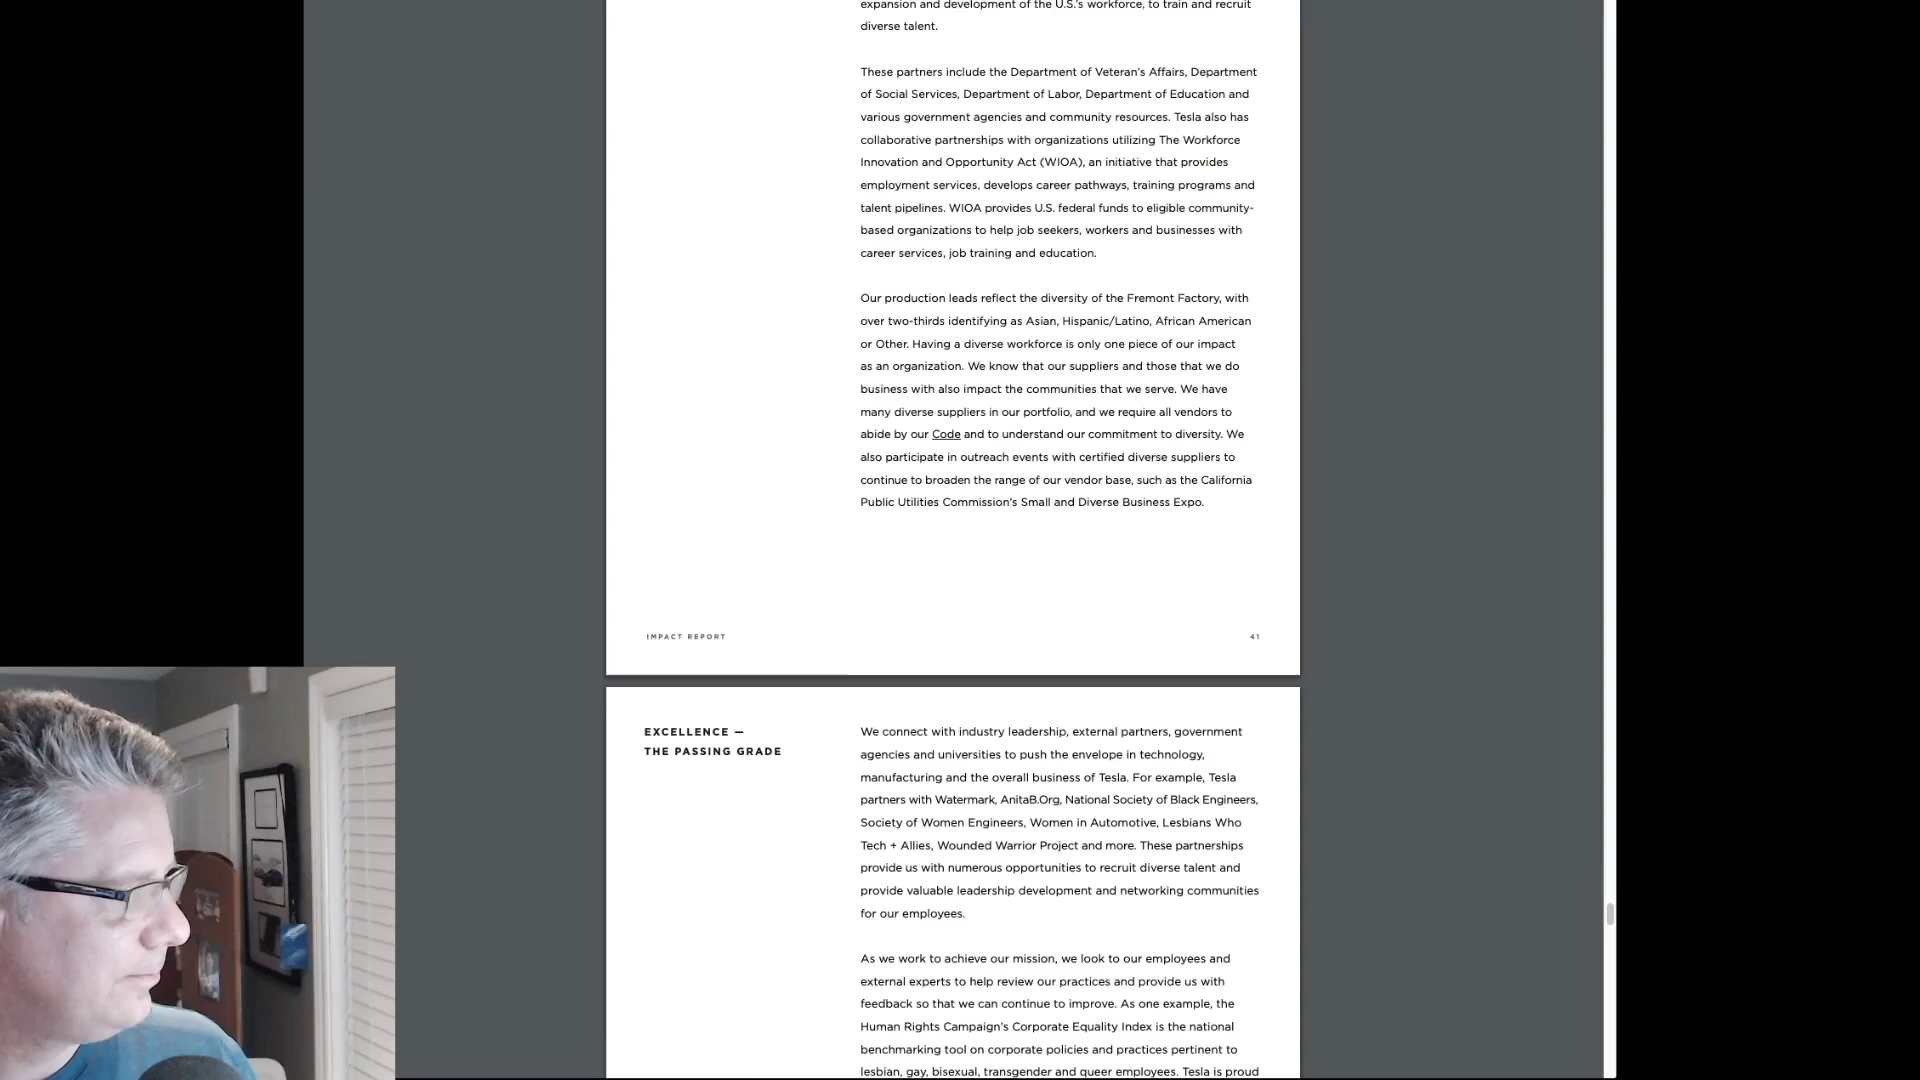 expansion and development of the U.S.'s workforce, to train and recruit
diverse talent.
These partners include the Department of Veteran's Affairs, Department
of Social Services, Department of Labor, Department of Education and
various government agencies and community resources. Tesla also has
collaborative partnerships with organizations utilizing The Workforce
Innovation and Opportunity Act (WIOA), an initiative that provides
employment services, develops career pathways, training programs and
talent pipelines. WIOA provides U.S. federal funds to eligible community-
based organizations to help job seekers, workers and businesses with
career services, job training and education.
Our production leads reflect the diversity of the Fremont Factory, with
over two-thirds identifying as Asian, Hispanic/Latino, African American
or Other. Having a diverse workforce is only one piece of our impact
as an organization. We know that our suppliers and those that we do
business with also impact the communities that we serve. We have
many diverse suppliers in our portfolio, and we require all vendors to
abide by our Code and to understand our commitment to diversity. We
also participate in outreach events with certified diverse suppliers to
continue to broaden the range of our vendor base, such as the California
Public Utilities Commission's Small and Diverse Business Expo.
IMPACT REPORT 41
EXCELLENCE —
THE PASSING GRADE
We connect with industry leadership, external partners, government
agencies and universities to push the envelope in technology,
manufacturing and the overall business of Tesla. For example, Tesla
partners with Watermark, AnitaB.Org, National Society of Black Engineers,
Society of Women Engineers, Women in Automotive, Lesbians Who
Tech + Allies, Wounded Warrior Project and more. These partnerships
provide us with numerous opportunities to recruit diverse talent and
provide valuable leadership development and networking communities
for our employees.
As we work to achieve our mission, we look to our employees and
external experts to help review our practices and provide us with
feedback so that we can continue to improve. As one example, the
Human Rights Campaign's Corporate Equality Index is the national
benchmarking tool on corporate policies and practices pertinent to
lesbian, gay, bisexual, transgender and queer employees. Tesla is proud